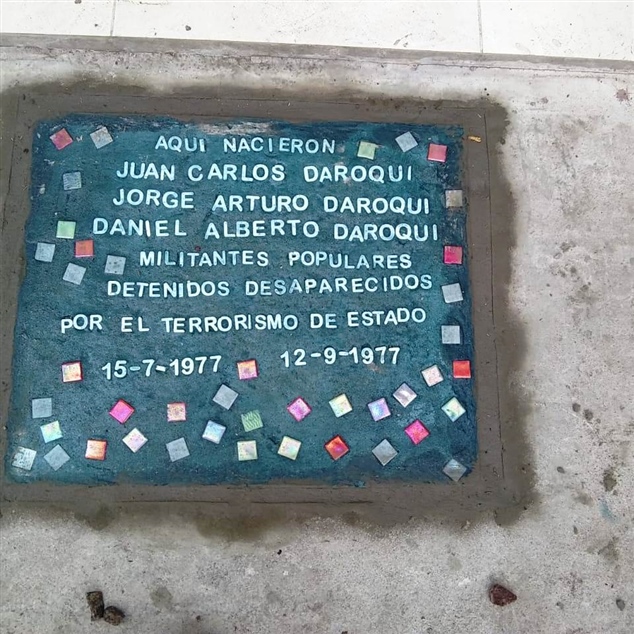 AQUI NACIERON
JUAN CARLOS DAROQUI
JORGE ARTURO DAROQUI
DANIEL ALBERTO DAROQUI
MILITANTES POPULARES
DETENIDOS DESAPARECIDOS
POR EL TERRORISMO DE ESTADO
15-7-1977 12-9-1977